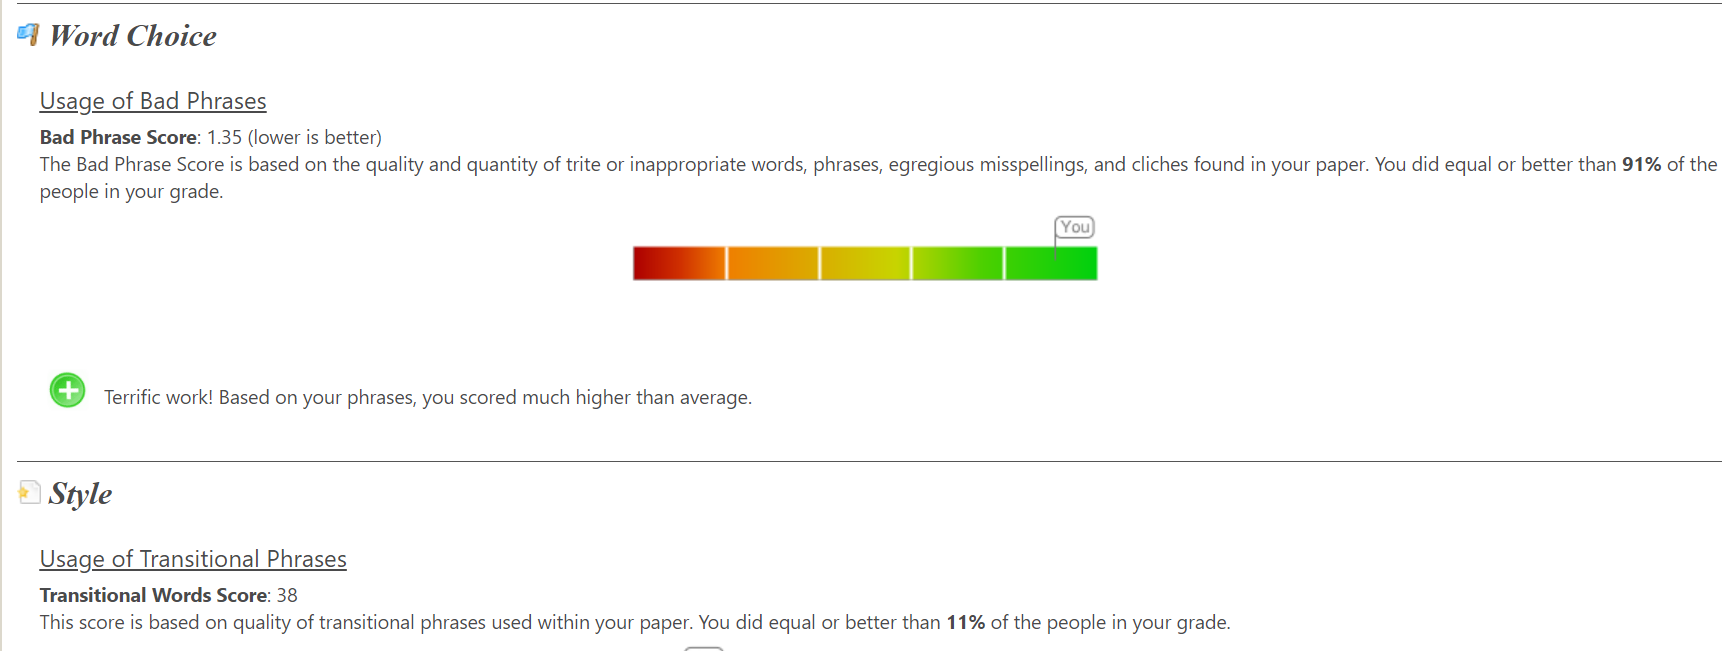 Word Choice
Usage of Bad Phrases
Bad Phrase Score: 1.35 (lower is better)
The Bad Phrase Score is based on the quality and quantity of trite or inappropriate words, phrases, egregious misspellings, and cliches found in your paper. You did equal or better than 91% of the
people in your grade.
You
Terrific work! Based on your phrases, you scored much higher than average.
Style
Usage of Transitional Phrases
Transitional Words Score: 38
This score is based on quality of transitional phrases used within your paper. You did equal or better than 11% of the people in your grade.